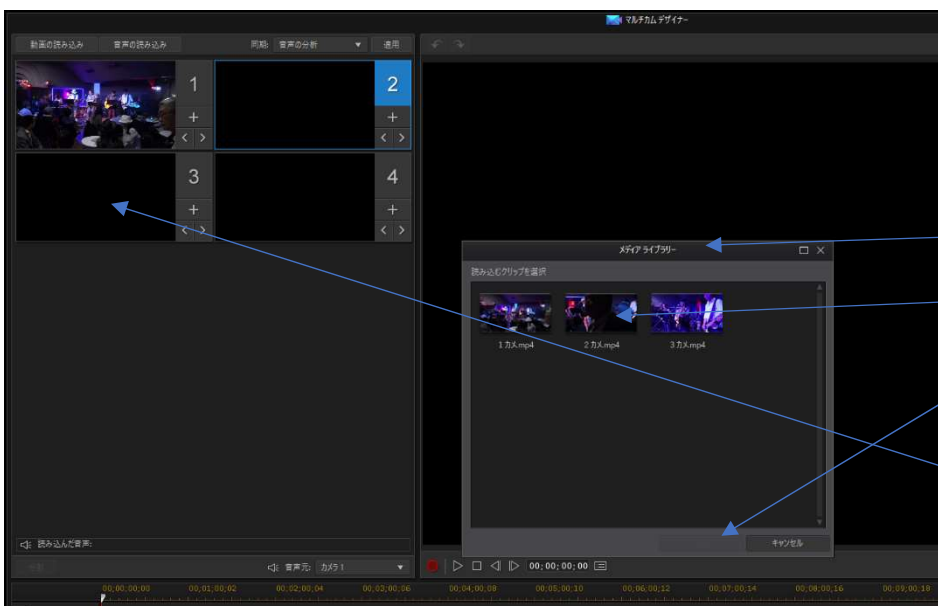 マルチカム デザイナー
動画の読み込み 音声の読み込み 同期: 音声の分析 適用
1
2
3
4
メディア ライブラリー
読み込むクリップを選択
1カメ.mp4 2カメ.mp4 3カメ.mp4
キャンセル
読み込んだ音声:
音声元: カメラ1
00;00;00;00
00;00;00;00 00;01;00;02 00;02;00;04 00;03;00;06 00;04;00;08 00;05;00;10 00;06;00;12 00;07;00;14 00;08;00;16 00;09;00;18